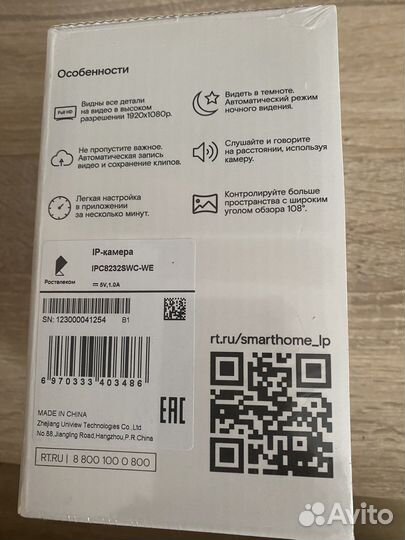 Особенности
Full HD
Видны все детали
на видео в высоком
разрешении 1920x1080p.
Видеть в темноте.
Автоматический режим
ночного видения.
Не пропустите важное.
Автоматическая запись
видео и сохранение клипов.
Слушайте и говорите
на расстоянии, используя
камеру.
Легкая настройка
в приложении
за несколько минут.
Контролируйте больше
пространства с широким
углом обзора 108°.
Ростелеком
IP-камера
IPC8232SWC-WE
5V,1.0A
SN: 123000041254 B1
6 970333 403486
EAC
rt.ru/smarthome_lp
MADE IN CHINA
Zhejiang Uniview Technologies Co., Ltd
No.88,Jiangling Road,Hangzhou,P.R.China
RT.RU | 8 800 100 0 800
Avito